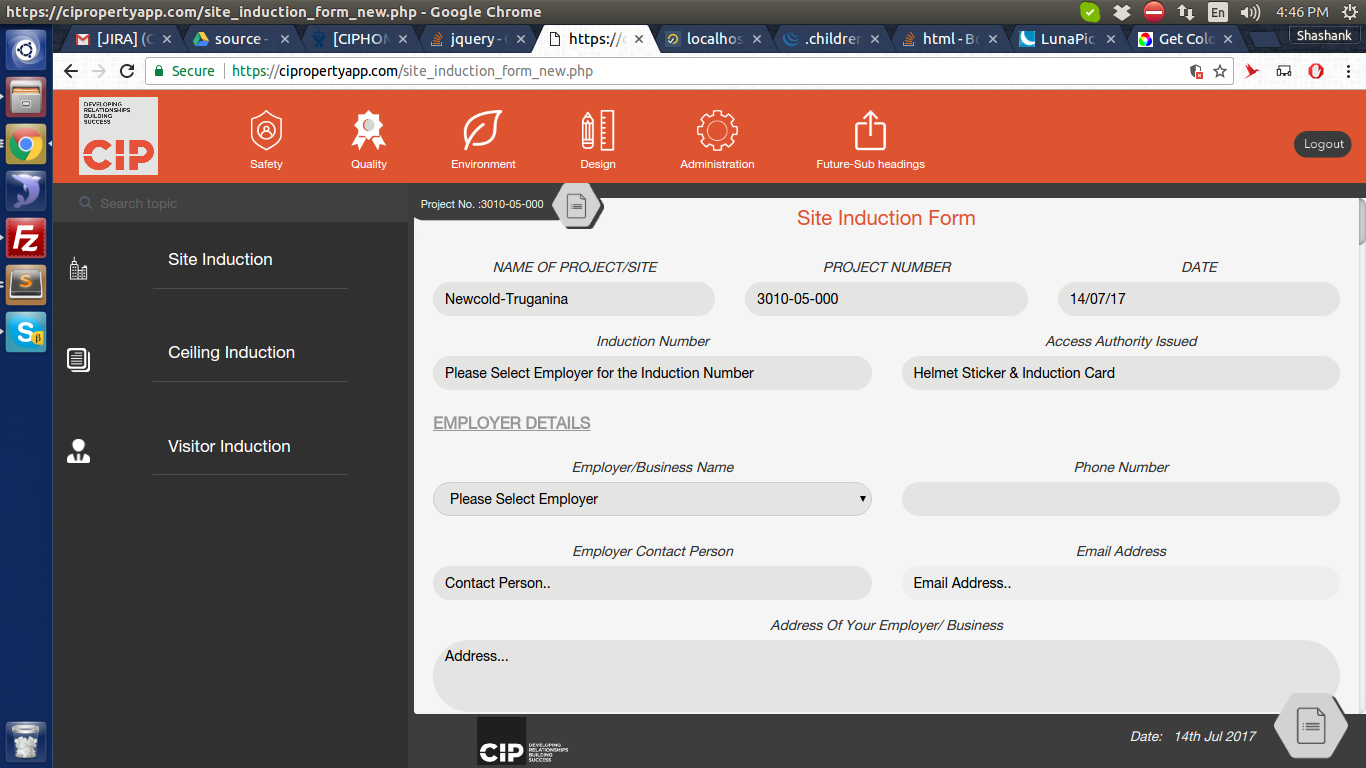 https://cipropertyapp.com/site_induction_form_new.php - Google Chrome
En
4:46 PM
[JIRA] (C
source -
[CIPHON
jquery -
https://c
localhos
.children
html - Bo
LunaPic
Get Colo
Shashank
Secure
https://cipropertyapp.com/site_induction_form_new.php
DEVELOPING
RELATIONSHIPS
BUILDING
SUCCESS
CIP
Safety
Quality
Environment
Design
Administration
Future-Sub headings
Logout
Search topic
Site Induction
Ceiling Induction
Visitor Induction
Project No. :3010-05-000
Site Induction Form
NAME OF PROJECT/SITE
PROJECT NUMBER
DATE
Newcold-Truganina
3010-05-000
14/07/17
Induction Number
Access Authority Issued
Please Select Employer for the Induction Number
Helmet Sticker & Induction Card
EMPLOYER DETAILS
Employer/Business Name
Phone Number
Please Select Employer
Employer Contact Person
Email Address
Contact Person..
Email Address..
Address Of Your Employer/ Business
Address...
CIP
DEVELOPING
RELATIONSHIPS
BUILDING
SUCCESS
Date: 14th Jul 2017